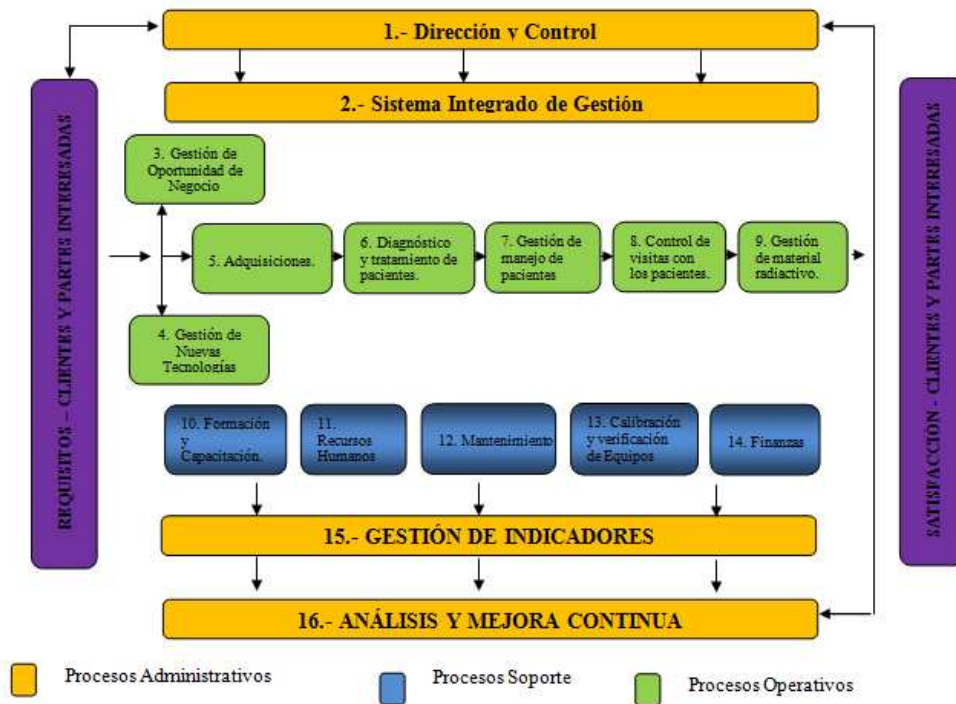 1.- Dirección y Control
2.- Sistema Integrado de Gestión
REQUISITOS – CLIENTES Y PARTES INTERESADAS
3. Gestión de
Oportunidad de
Negocio
5. Adquisiciones.
6. Diagnóstico
y tratamiento de
pacientes.
7. Gestión de
manejo de
pacientes
8. Control de
visitas con
los pacientes.
9. Gestión
de material
radiactivo.
4. Gestión de
Nuevas
Tecnologías
SATISFACCION - CLIENTES Y PARTES INTERESADAS
10. Formación
y
Capacitación.
11.
Recursos
Humanos
12. Mantenimiento
13. Calibración
y verificación
de Equipos
14. Finanzas
15.- GESTIÓN DE INDICADORES
16.- ANÁLISIS Y MEJORA CONTINUA
Procesos Administrativos
Procesos Soporte
Procesos Operativos